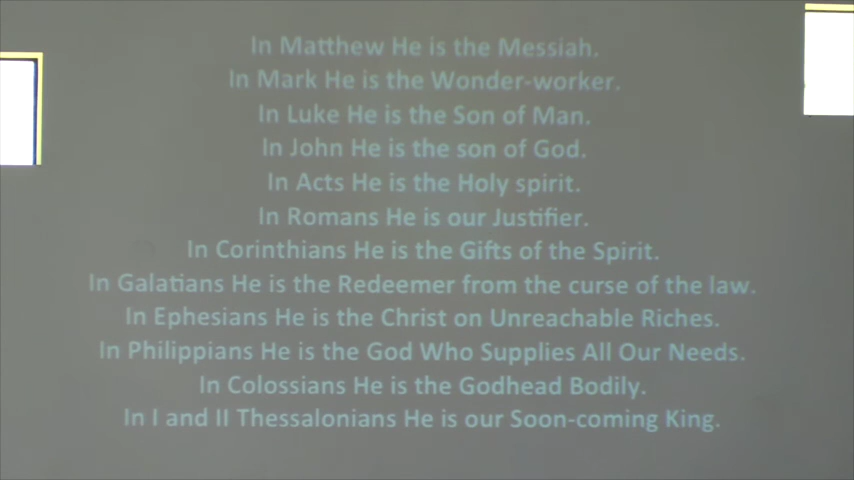 In Matthew He is the Messiah.
In Mark He is the Wonder-worker.
In Luke He is the Son of Man.
In John He is the son of God.
In Acts He is the Holy spirit.
In Romans He is our Justifier.
In Corinthians He is the Gifts of the Spirit.
In Galatians He is the Redeemer from the curse of the law.
In Ephesians He is the Christ on Unreachable Riches.
In Philippians He is the God Who Supplies All Our Needs.
In Colossians He is the Godhead Bodily.
In I and II Thessalonians He is our Soon-coming King.